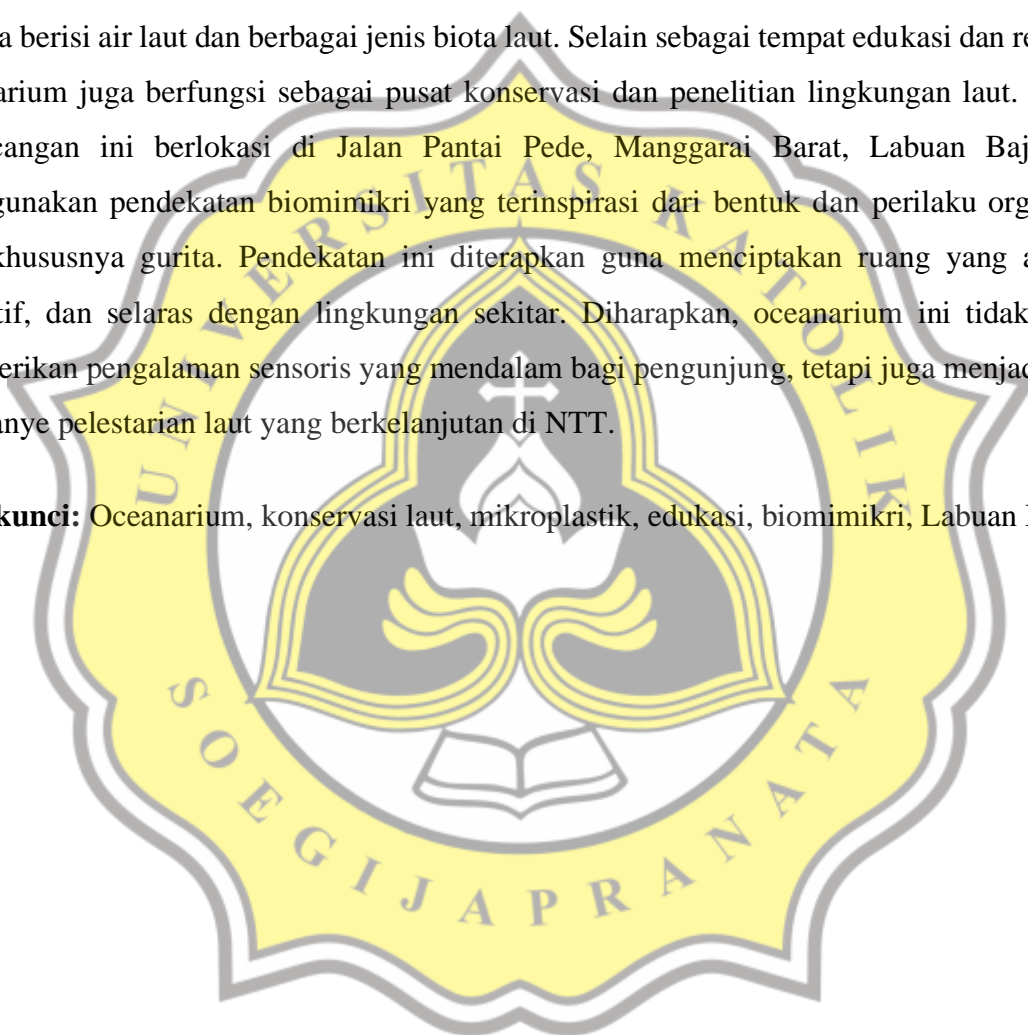 a berisi air laut dan berbagai jenis biota laut. Selain sebagai tempat edukasi dan re
arium juga berfungsi sebagai pusat konservasi dan penelitian lingkungan laut.
cangan ini berlokasi di Jalan Pantai Pede, Manggarai Barat, Labuan Baj
gunakan pendekatan biomimikri yang terinspirasi dari bentuk dan perilaku org
khususnya gurita. Pendekatan ini diterapkan guna menciptakan ruang yang a
tif, dan selaras dengan lingkungan sekitar. Diharapkan, oceanarium ini tidak
erikan pengalaman sensoris yang mendalam bagi pengunjung, tetapi juga menjad
anye pelestarian laut yang berkelanjutan di NTT.
kunci: Oceanarium, konservasi laut, mikroplastik, edukasi, biomimikri, Labuan
UNIVERSITAS KATOLIK
SOEGIJAPRANATA